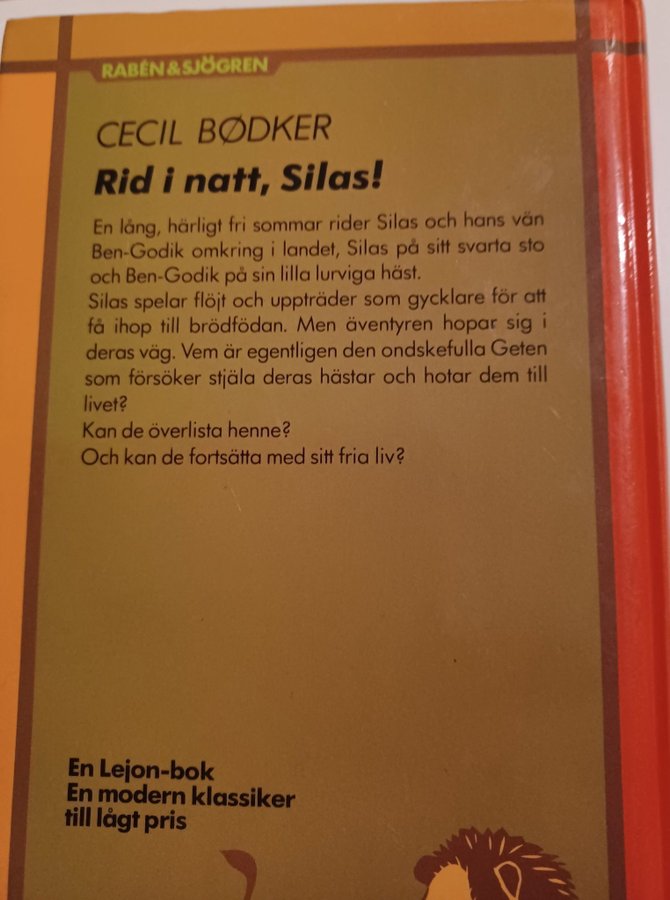 RABÉN & SJÖGREN
CECIL BØDKER
Rid i natt, Silas!
En lång, härligt fri sommar rider Silas och hans vän
Ben-Godik omkring i landet, Silas på sitt svarta sto
och Ben-Godik på sin lilla lurviga häst.
Silas spelar flöjt och uppträder som gycklare för att
få ihop till brödfödan. Men äventyren hopar sig i
deras väg. Vem är egentligen den ondskefulla Geten
som försöker stjäla deras hästar och hotar dem till
livet?
Kan de överlista henne?
Och kan de fortsätta med sitt fria liv?
En Lejon-bok
En modern klassiker
till lågt pris